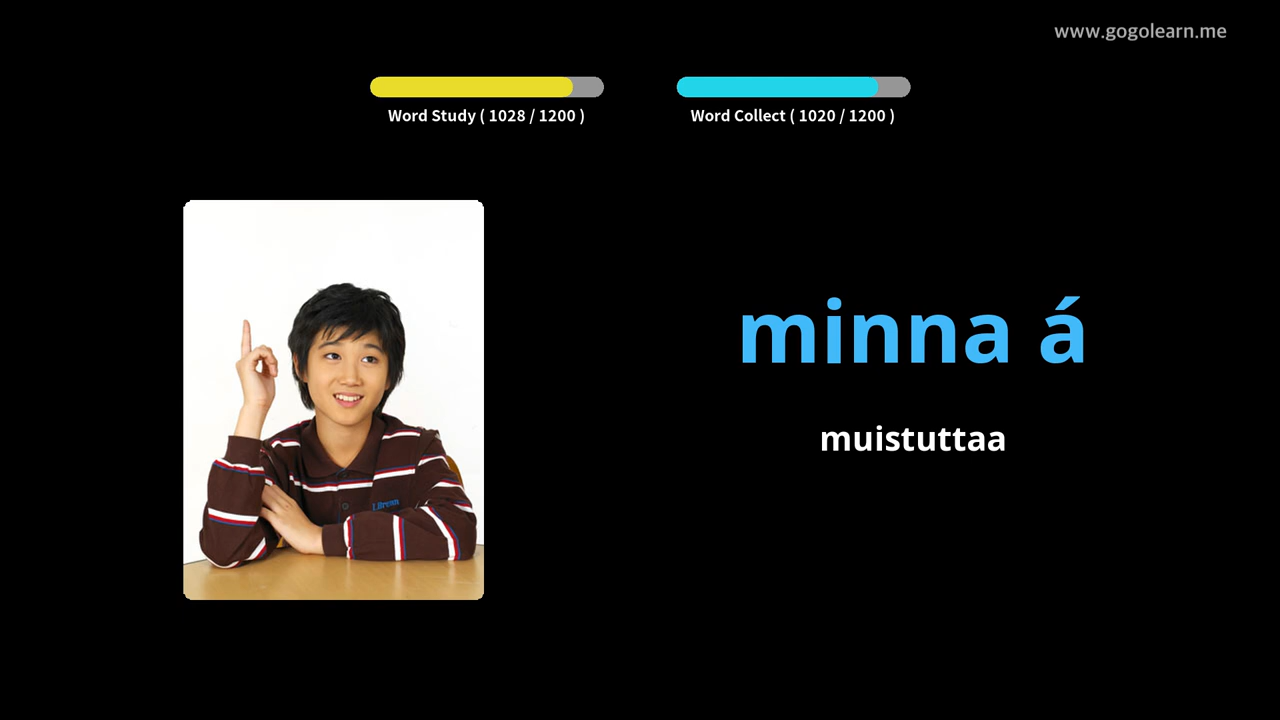 www.gogolearn.me
Word Study ( 1028 / 1200 )
Word Collect ( 1020 / 1200 )
minna á
muistuttaa